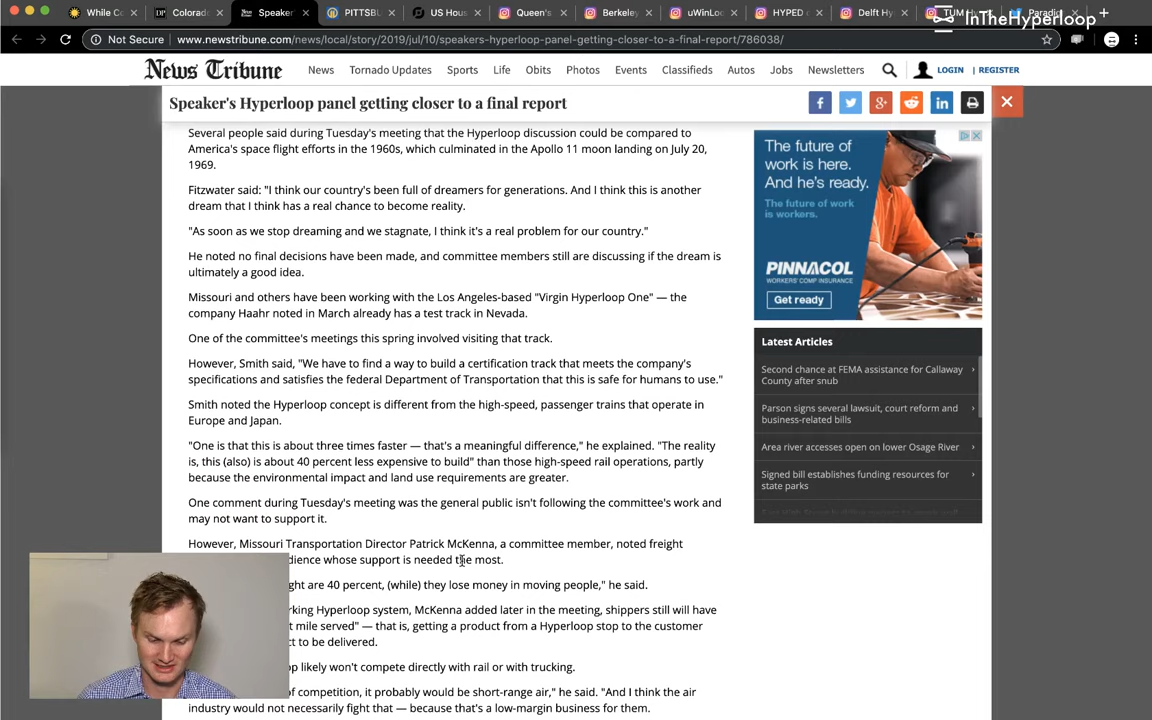 While Co
Colorad
Speaker
PITTSBU
US Hous
Queen's
Berkeley
uWinLoc
HYPED
Delft Hy
TUM Hy
Paradig
InTheHyperloop
Not Secure
www.newstribune.com/news/local/story/2019/jul/10/speakers-hyperloop-panel-getting-closer-to-a-final-report/786038/
News Tribune
News Tornado Updates Sports Life Obits Photos Events Classifieds Autos Jobs Newsletters
LOGIN | REGISTER
Speaker's Hyperloop panel getting closer to a final report
Several people said during Tuesday's meeting that the Hyperloop discussion could be compared to
America's space flight efforts in the 1960s, which culminated in the Apollo 11 moon landing on July 20,
1969.
Fitzwater said: "I think our country's been full of dreamers for generations. And I think this is another
dream that I think has a real chance to become reality.
"As soon as we stop dreaming and we stagnate, I think it's a real problem for our country."
He noted no final decisions have been made, and committee members still are discussing if the dream is
ultimately a good idea.
Missouri and others have been working with the Los Angeles-based "Virgin Hyperloop One" — the
company Haahr noted in March already has a test track in Nevada.
One of the committee's meetings this spring involved visiting that track.
However, Smith said, "We have to find a way to build a certification track that meets the company's
specifications and satisfies the federal Department of Transportation that this is safe for humans to use."
Smith noted the Hyperloop concept is different from the high-speed, passenger trains that operate in
Europe and Japan.
"One is that this is about three times faster — that's a meaningful difference," he explained. "The reality
is, this (also) is about 40 percent less expensive to build" than those high-speed rail operations, partly
because the environmental impact and land use requirements are greater.
One comment during Tuesday's meeting was the general public isn't following the committee's work and
may not want to support it.
However, Missouri Transportation Director Patrick McKenna, a committee member, noted freight
dience whose support is needed the most.
ght are 40 percent, (while) they lose money in moving people," he said.
rking Hyperloop system, McKenna added later in the meeting, shippers still will have
t mile served" — that is, getting a product from a Hyperloop stop to the customer
ct to be delivered.
op likely won't compete directly with rail or with trucking.
of competition, it probably would be short-range air," he said. "And I think the air
industry would not necessarily fight that — because that's a low-margin business for them.
The future of
work is here.
And he's ready.
The future of work
is workers.
PINNACOL
WORKERS' COMP INSURANCE
Get ready
Latest Articles
Second chance at FEMA assistance for Callaway
County after snub
Parson signs several lawsuit, court reform and
business-related bills
Area river accesses open on lower Osage River
Signed bill establishes funding resources for
state parks